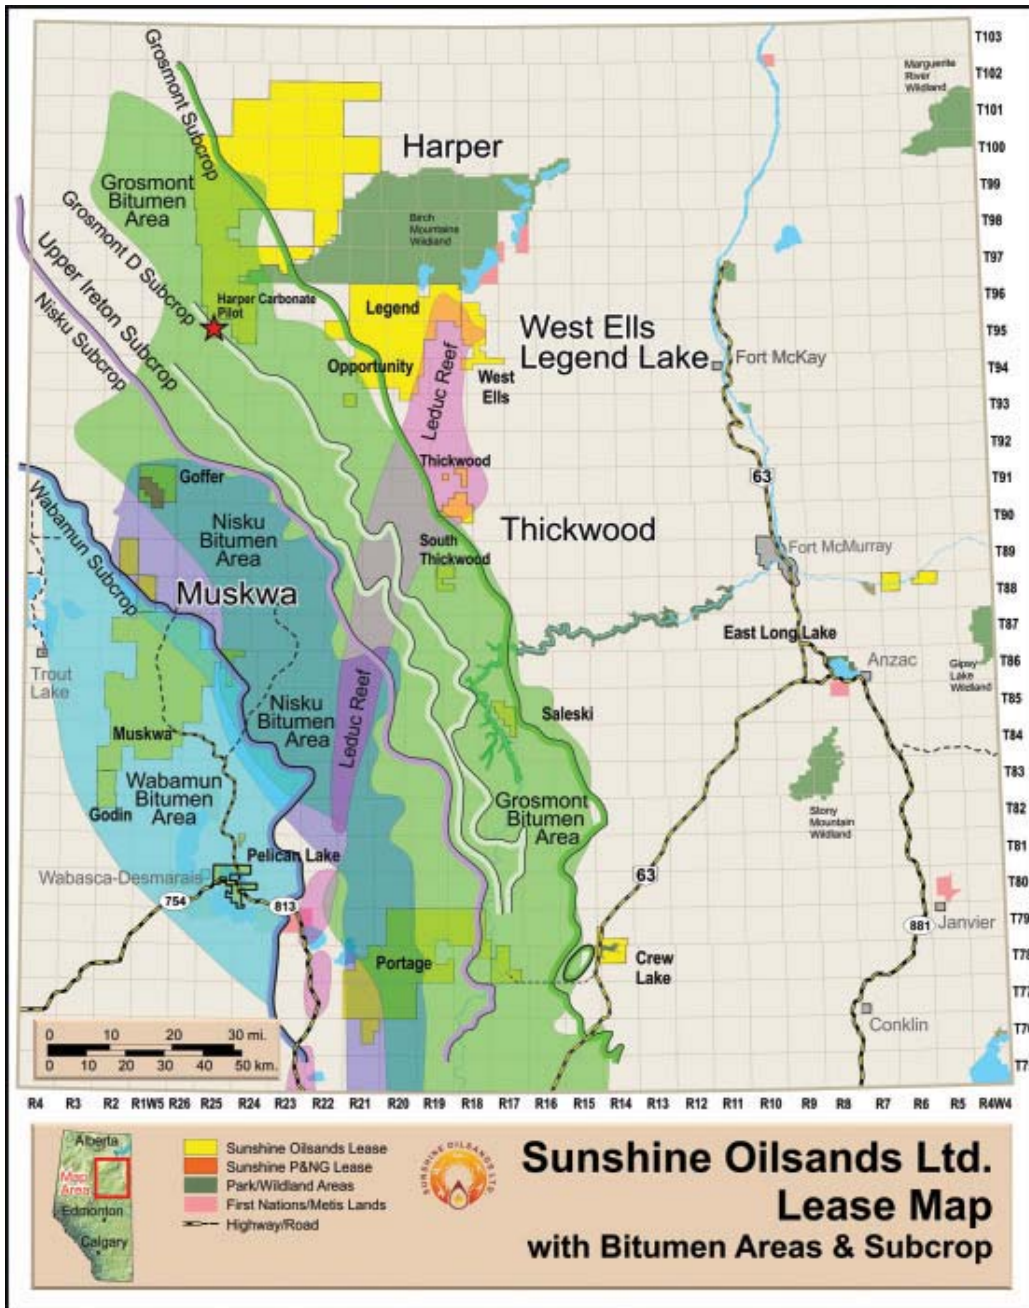 T103
T102
T101
T100
T99
T98
T97
T96
T95
T94
T93
T92
T91
T90
T89
T88
T87
T86
T85
T84
T83
T82
T81
T80
T79
T78
T77
T76
Marguerite
River
Wildland
Grosmont Subcrop
Harper
Grosmont
Bitumen
Area
Birch
Mountains
Wildland
Grosmont D Subcrop
Upper Ireton Subcrop
Nisku Subcrop
Harper Carbonate
Pilot
Legend
Opportunity
West Ells
Legend Lake
West
Ells
Leduc Reef
Fort McKay
Thickwood
63
Goffer
Wabamun Subcrop
Nisku
Bitumen
Area
Thickwood
South
Thickwood
Fort McMurray
Muskwa
East Long Lake
Anzac
Gipsy
Lake
Wildland
Trout
Lake
Nisku
Bitumen
Area
Leduc Reef
Saleski
Muskwa
Wabamun
Bitumen
Area
Godin
Grosmont
Bitumen
Area
Stony
Mountain
Wildland
Pelican Lake
Wabasca-Desmarais
754
813
63
881
Janvier
Portage
Crew
Lake
Conklin
0 10 20 30 mi.
0 10 20 30 40 50 km.
R4 R3 R2 R1W5 R26 R25 R24 R23 R22 R21 R20 R19 R18 R17 R16 R15 R14 R13 R12 R11 R10 R9 R8 R7 R6 R5 R4W4
Alberta
Map
Area
Edmonton
Calgary
Sunshine Oilsands Lease
Sunshine P&NG Lease
Park/Wildland Areas
First Nations/Metis Lands
Highway/Road
SUNSHINE OILSANDS LTD
Sunshine Oilsands Ltd.
Lease Map
with Bitumen Areas & Subcrop